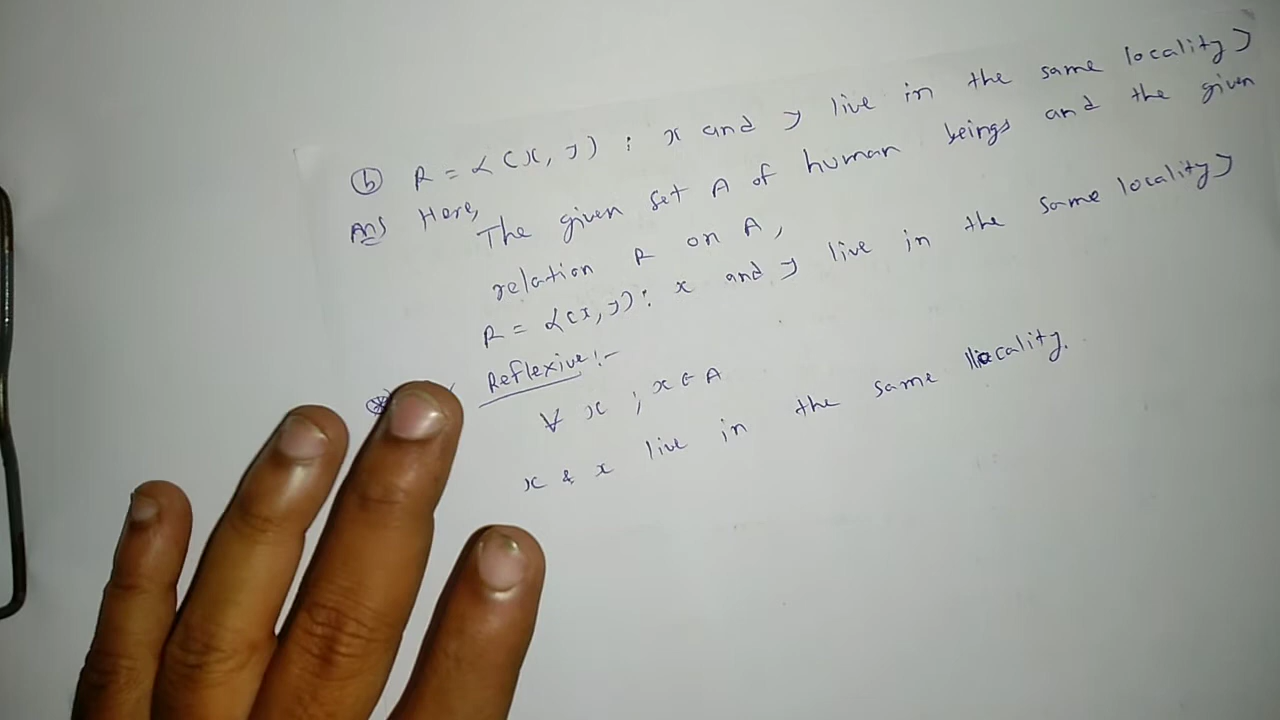 ⓑ R = {(x, y) : x and y live in the same locality}
Ans Here,
The given set A of human beings and the given
relation R on A,
R = {(x, y): x and y live in the same locality}
Reflexive:-
∀ x ; x ∈ A
x & x live in the same locality.